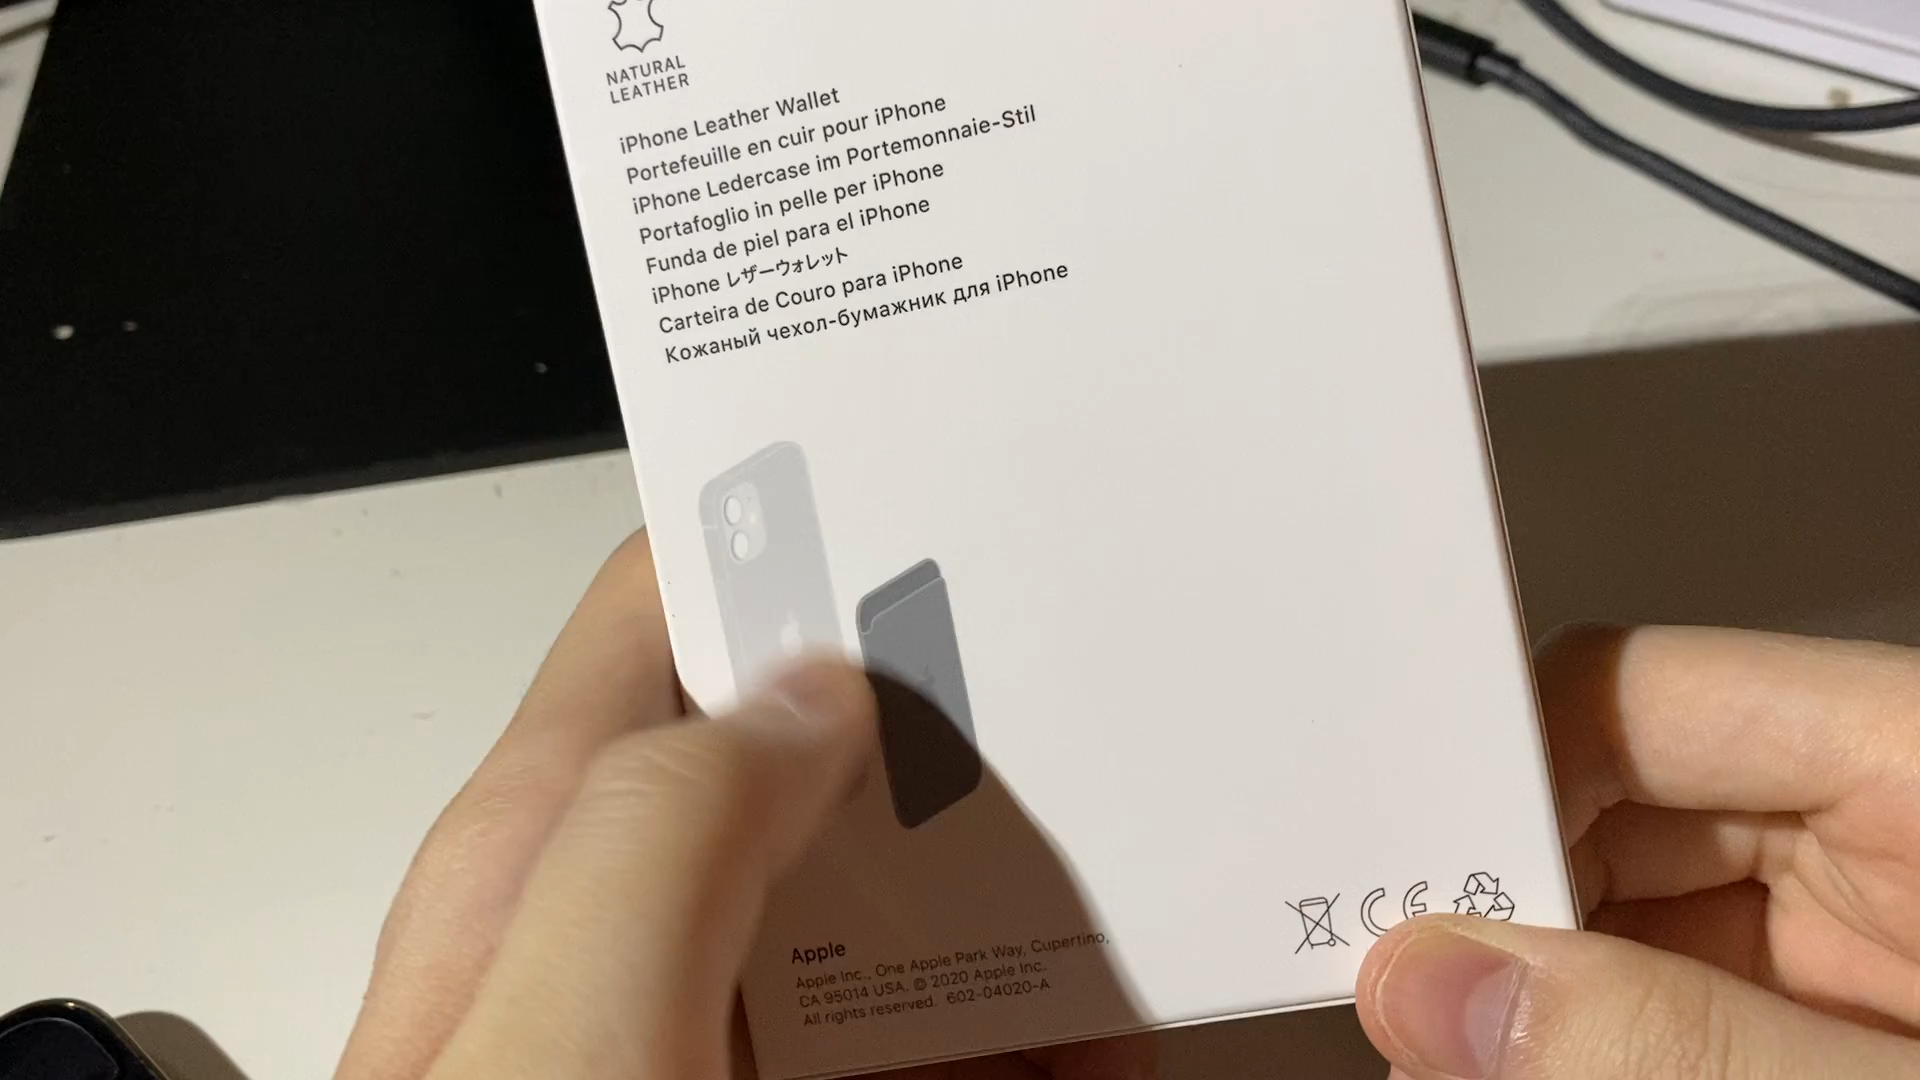 NATURAL
LEATHER
iPhone Leather Wallet
Portefeuille en cuir pour iPhone
iPhone Ledercase im Portemonnaie-Stil
Portafoglio in pelle per iPhone
Funda de piel para el iPhone
iPhone レザーウォレット
Carteira de Couro para iPhone
Кожаный чехол-бумажник для iPhone
Apple
Apple Inc., One Apple Park Way, Cupertino,
CA 95014 USA. © 2020 Apple Inc.
All rights reserved. 602-04020-A
CE